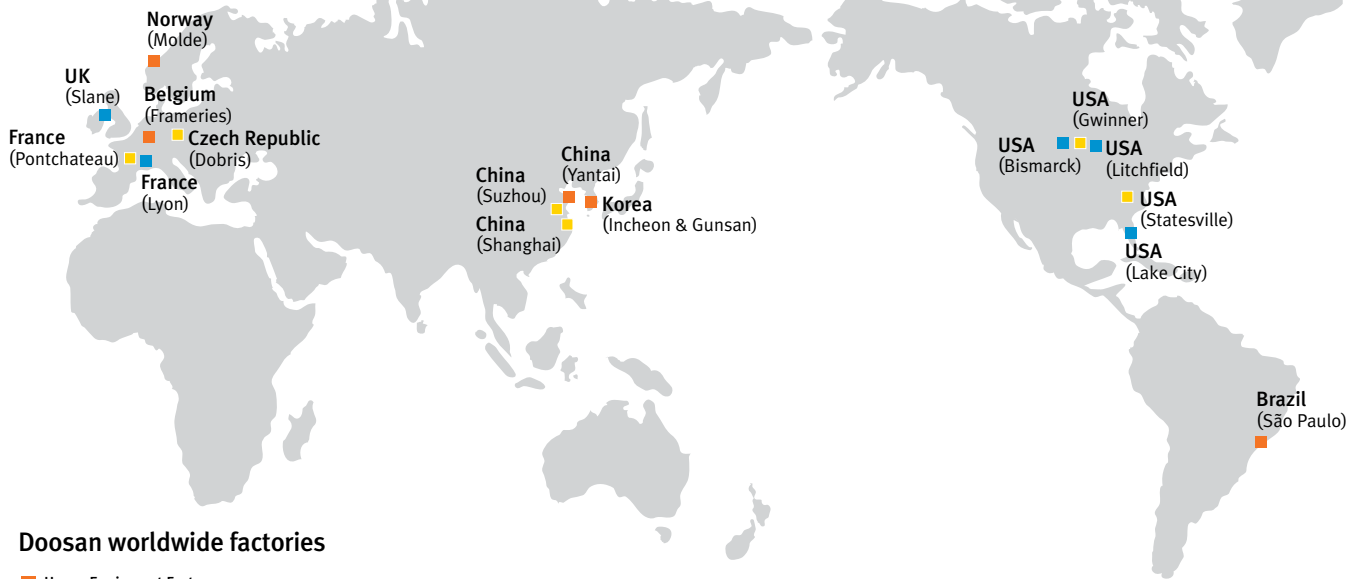 Norway
(Molde)
UK
(Slane)
Belgium
(Frameries)
France
(Pontchateau)
Czech Republic
(Dobris)
France
(Lyon)
China
(Yantai)
China
(Suzhou)
Korea
(Incheon & Gunsan)
China
(Shanghai)
USA
(Gwinner)
USA
(Bismarck)
USA
(Litchfield)
USA
(Statesville)
USA
(Lake City)
Brazil
(São Paulo)
Doosan worldwide factories